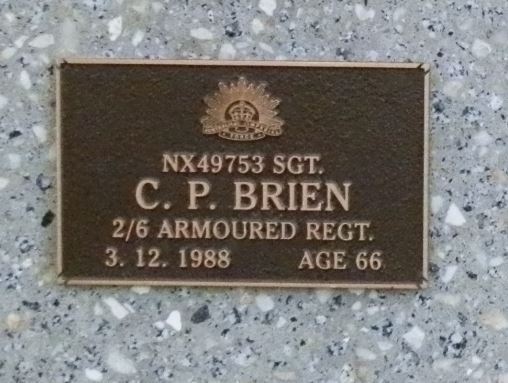 NX49753 SGT.
C. P. BRIEN
2/6 ARMOURED REGT.
3. 12. 1988 AGE 66